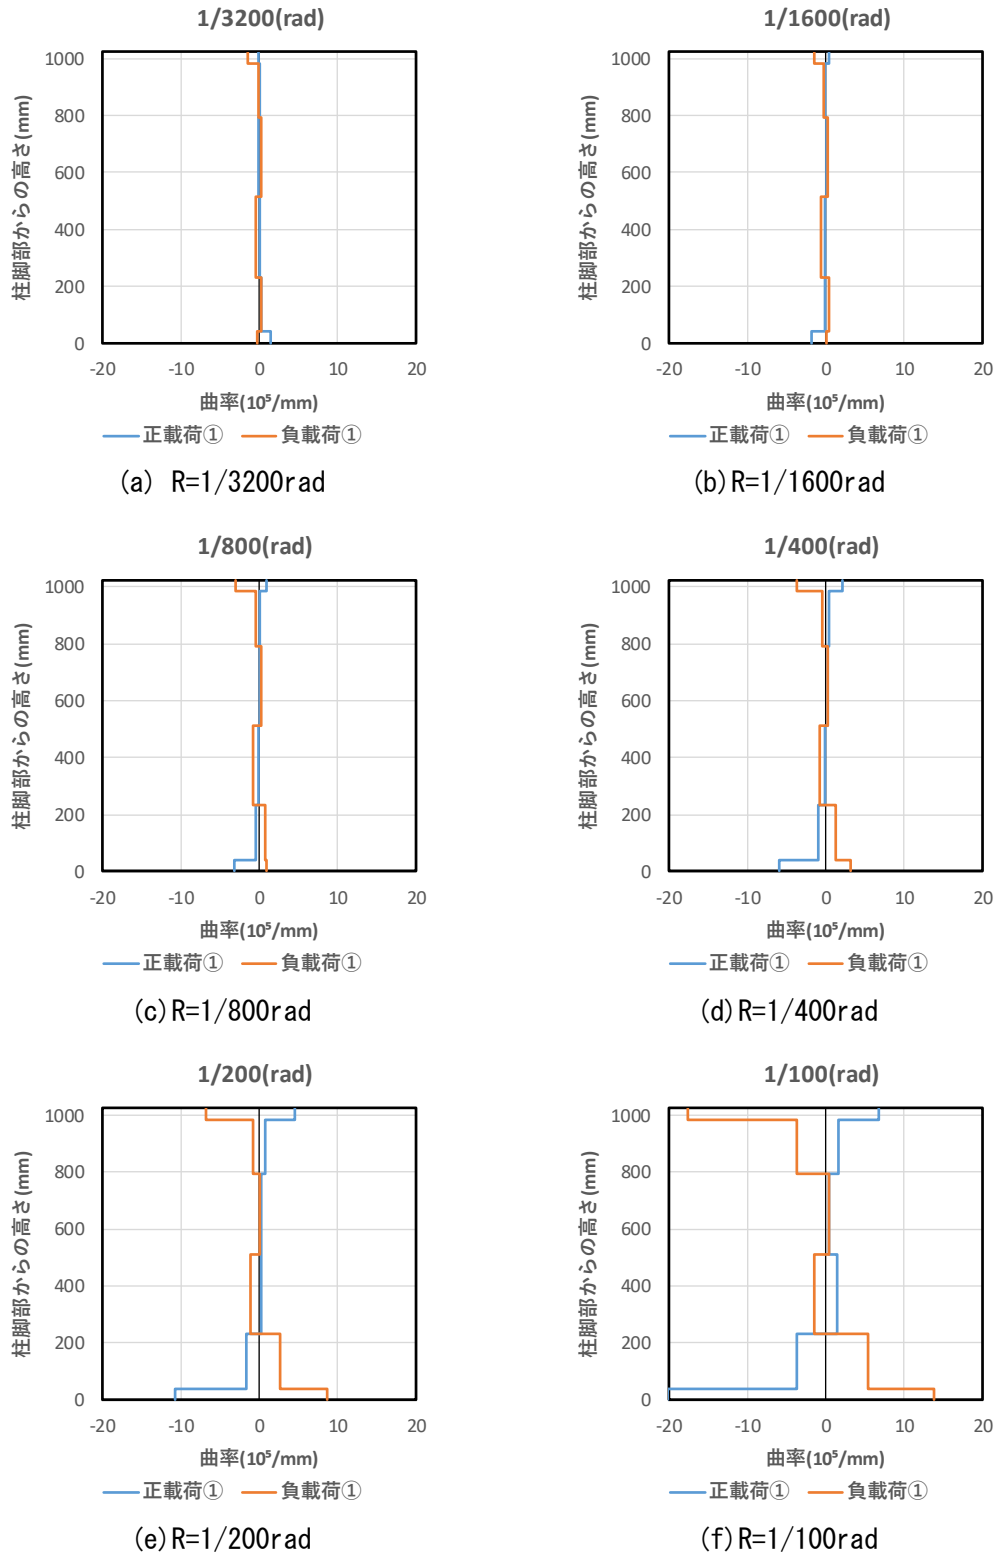 1/3200(rad)
1/1600(rad)
柱脚部からの高さ(mm)
1000
800
600
400
200
0
-20 -10 0 10 20
曲率(10⁵/mm)
正載荷① 負載荷①
(a) R=1/3200rad
柱脚部からの高さ(mm)
1000
800
600
400
200
0
-20 -10 0 10 20
曲率(10⁵/mm)
正載荷① 負載荷①
(b)R=1/1600rad
1/800(rad)
柱脚部からの高さ(mm)
1000
800
600
400
200
0
-20 -10 0 10 20
曲率(10⁵/mm)
正載荷① 負載荷①
(c)R=1/800rad
1/400(rad)
柱脚部からの高さ(mm)
1000
800
600
400
200
0
-20 -10 0 10 20
曲率(10⁵/mm)
正載荷① 負載荷①
(d)R=1/400rad
1/200(rad)
柱脚部からの高さ(mm)
1000
800
600
400
200
0
-20 -10 0 10 20
曲率(10⁵/mm)
正載荷① 負載荷①
(e)R=1/200rad
1/100(rad)
柱脚部からの高さ(mm)
1000
800
600
400
200
0
-20 -10 0 10 20
曲率(10⁵/mm)
正載荷① 負載荷①
(f)R=1/100rad